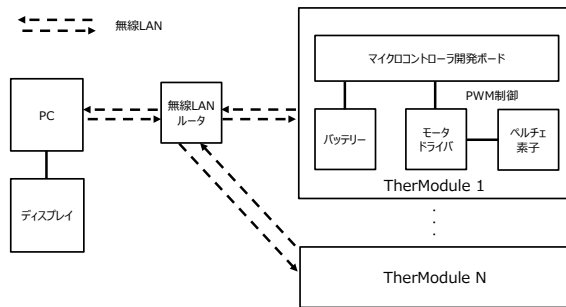 無線LAN
マイクロコントローラ開発ボード
PWM制御
PC
無線LAN
ルータ
バッテリー
モータ
ドライバ
ペルチェ
素子
TherModule 1
ディスプレイ
TherModule N